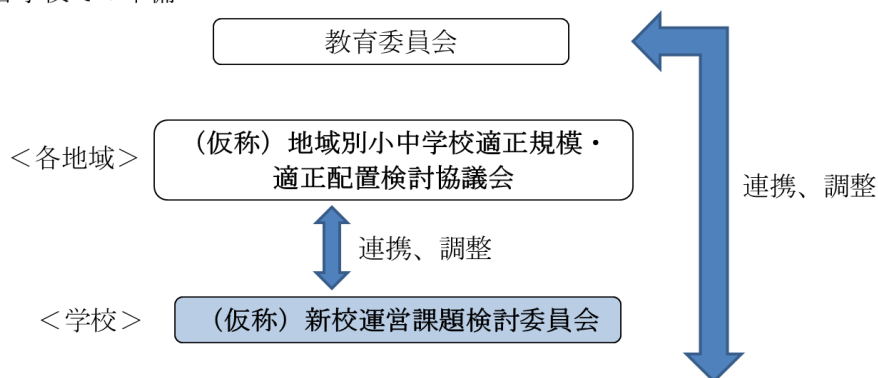 教育委員会
＜各地域＞
（仮称）地域別小中学校適正規模・
適正配置検討協議会
連携、調整
連携、調整
＜学校＞
（仮称）新校運営課題検討委員会